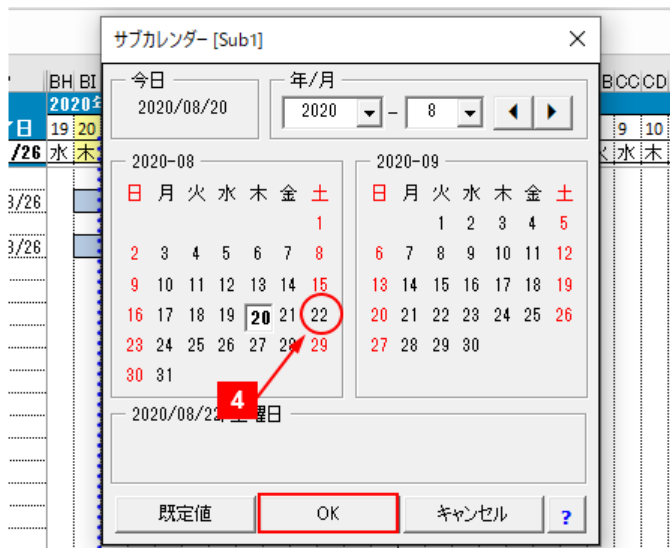 サブカレンダー [Sub1]
BH BI
B CC CD
2020年
今日
2020/08/20
年/月
2020 - 8
日 19 20
9 10
/26 水 木
水 木
3/26
3/26
2020-08
日 月 火 水 木 金 土
1
2 3 4 5 6 7 8
9 10 11 12 13 14 15
16 17 18 19 20 21 22
23 24 25 26 27 28 29
30 31
2020-09
日 月 火 水 木 金 土
1 2 3 4 5
6 7 8 9 10 11 12
13 14 15 16 17 18 19
20 21 22 23 24 25 26
27 28 29 30
4
2020/08/22 曜日
既定値
OK
キャンセル
?